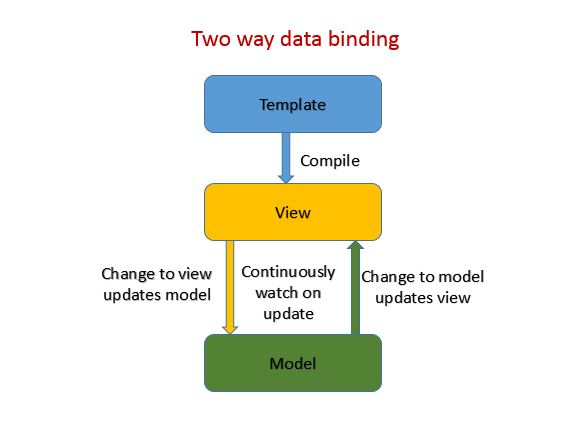 Two way data binding
Template
Compile
View
Change to view
updates model
Continuously
watch on
update
Change to model
updates view
Model